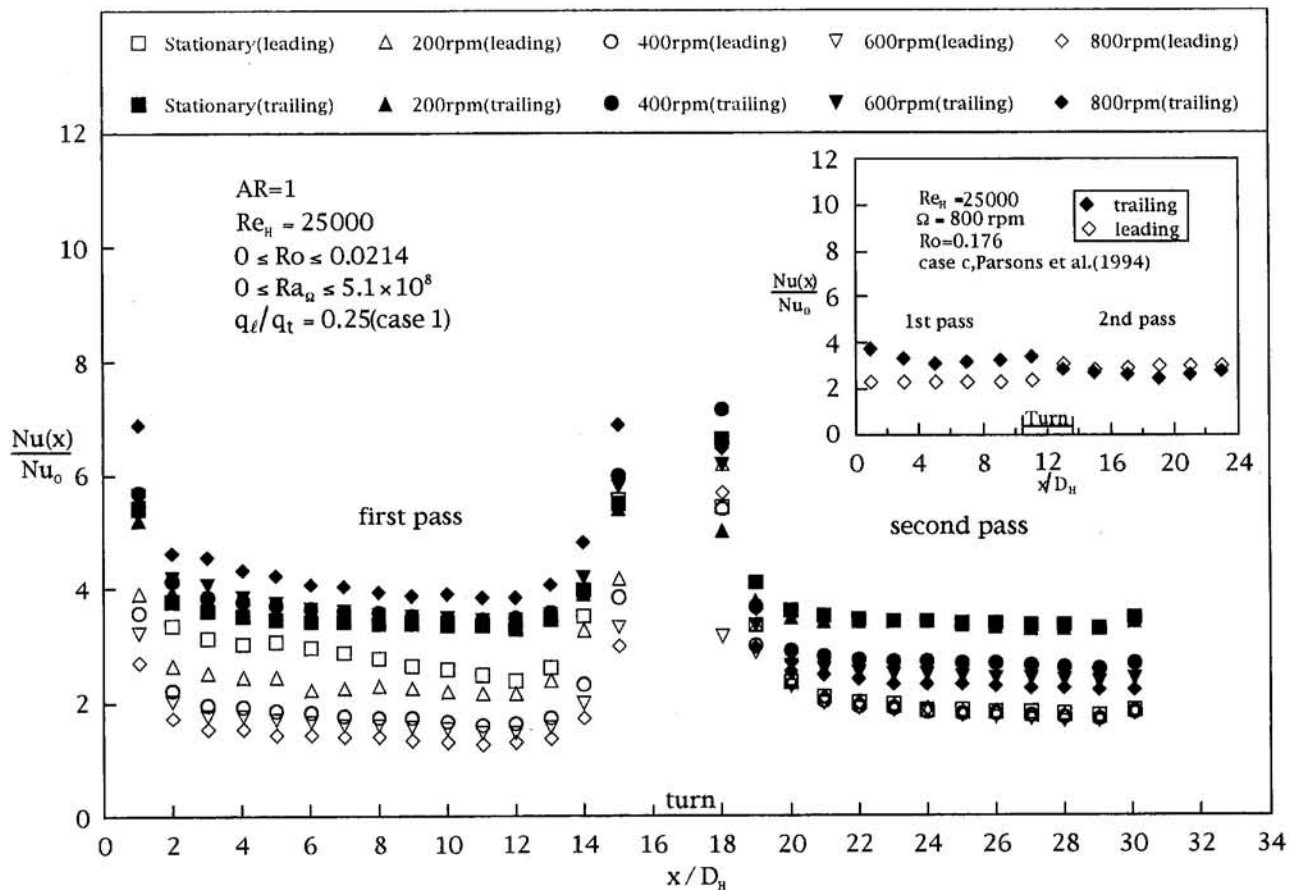 Stationary(leading) 200rpm(leading) 400rpm(leading) 600rpm(leading) 800rpm(leading)
Stationary(trailing) 200rpm(trailing) 400rpm(trailing) 600rpm(trailing) 800rpm(trailing)
AR=1
Re_H = 25000
0 ≤ Ro ≤ 0.0214
0 ≤ Ra_Ω ≤ 5.1×10⁸
q_ℓ/q_t = 0.25(case 1)
12
10
8
6
4
2
0
Nu(x)
Nu₀
first pass
second pass
turn
0 2 4 6 8 10 12 14 16 18 20 22 24 26 28 30 32 34
x / D_H
12
10
8
6
4
2
0
Nu(x)
Nu₀
Re_H =25000
Ω = 800 rpm
Ro=0.176
case c,Parsons et al.(1994)
trailing
leading
1st pass
2nd pass
Turn
0 4 8 12 16 20 24
x/D_H